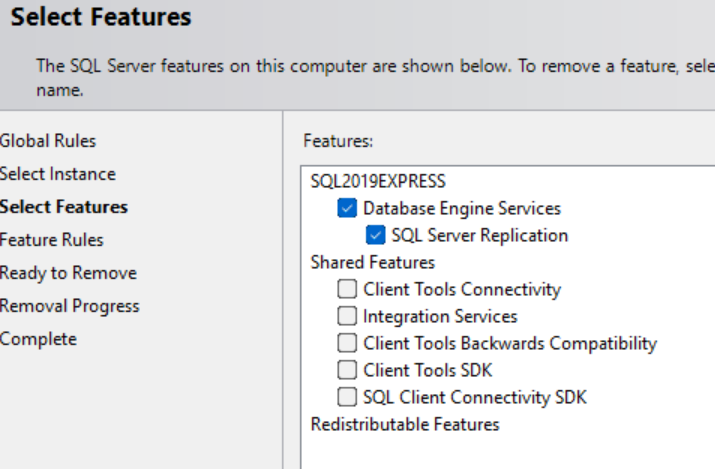 Select Features
The SQL Server features on this computer are shown below. To remove a feature, sele
name.
Global Rules
Select Instance
Select Features
Feature Rules
Ready to Remove
Removal Progress
Complete
Features:
SQL2019EXPRESS
Database Engine Services
SQL Server Replication
Shared Features
Client Tools Connectivity
Integration Services
Client Tools Backwards Compatibility
Client Tools SDK
SQL Client Connectivity SDK
Redistributable Features